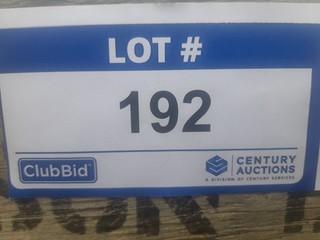 LOT #
192
ClubBid
CENTURY
AUCTIONS
A DIVISION OF CENTURY SERVICES